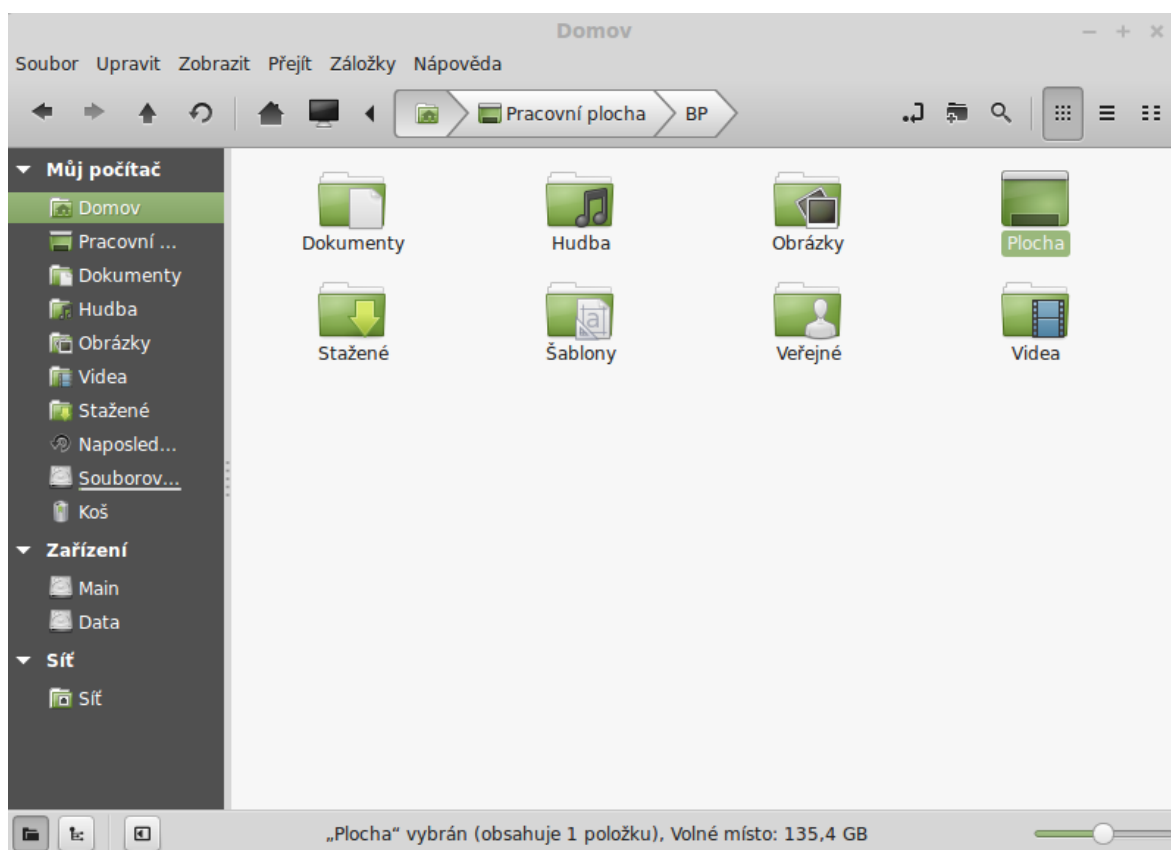 Domov
Soubor Upravit Zobrazit Přejít Záložky Nápověda
Pracovní plocha BP
Můj počítač
Domov
Pracovní ...
Dokumenty
Hudba
Obrázky
Videa
Stažené
Naposled...
Souborov...
Koš
Zařízení
Main
Data
Síť
Síť
Dokumenty Hudba Obrázky Plocha
Stažené Šablony Veřejné Videa
„Plocha“ vybrán (obsahuje 1 položku), Volné místo: 135,4 GB